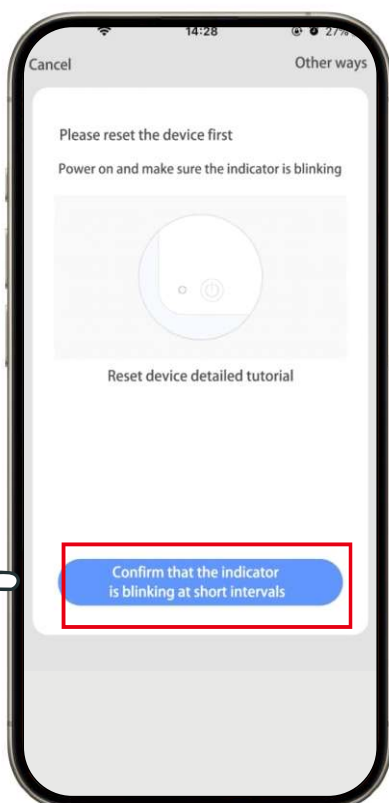 14:28
27%
Cancel
Other ways
Please reset the device first
Power on and make sure the indicator is blinking
Reset device detailed tutorial
Confirm that the indicator
is blinking at short intervals